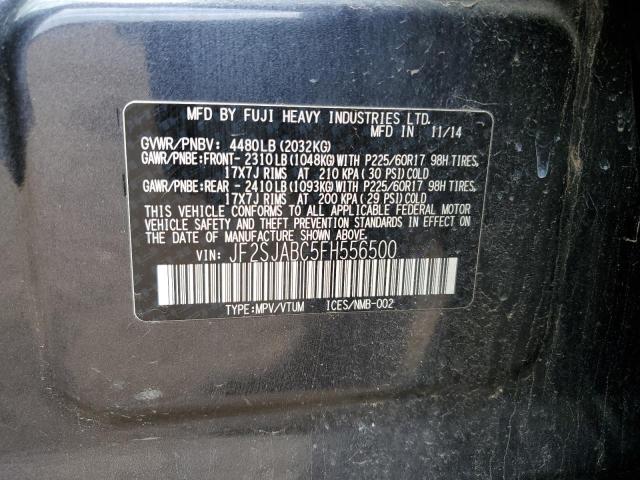 MFD BY FUJI HEAVY INDUSTRIES LTD.
MFD IN 11/14
GVWR/PNBV: 4480LB (2032KG)
GAWR/PNBE:FRONT- 2310LB (1048KG) WITH P225/60R17 98H TIRES,
17X7J RIMS AT 210 KPA (30 PSI) COLD
GAWR/PNBE:REAR - 2410LB (1093KG) WITH P225/60R17 98H TIRES,
17X7J RIMS AT 200 KPA (29 PSI) COLD
THIS VEHICLE CONFORMS TO ALL APPLICABLE FEDERAL MOTOR
VEHICLE SAFETY AND THEFT PREVENTION STANDARDS IN EFFECT
ON THE DATE OF MANUFACTURE SHOWN ABOVE.
VIN: JF2SJABC5FH556500
TYPE:MPV/VTUM ICES/NMB-002